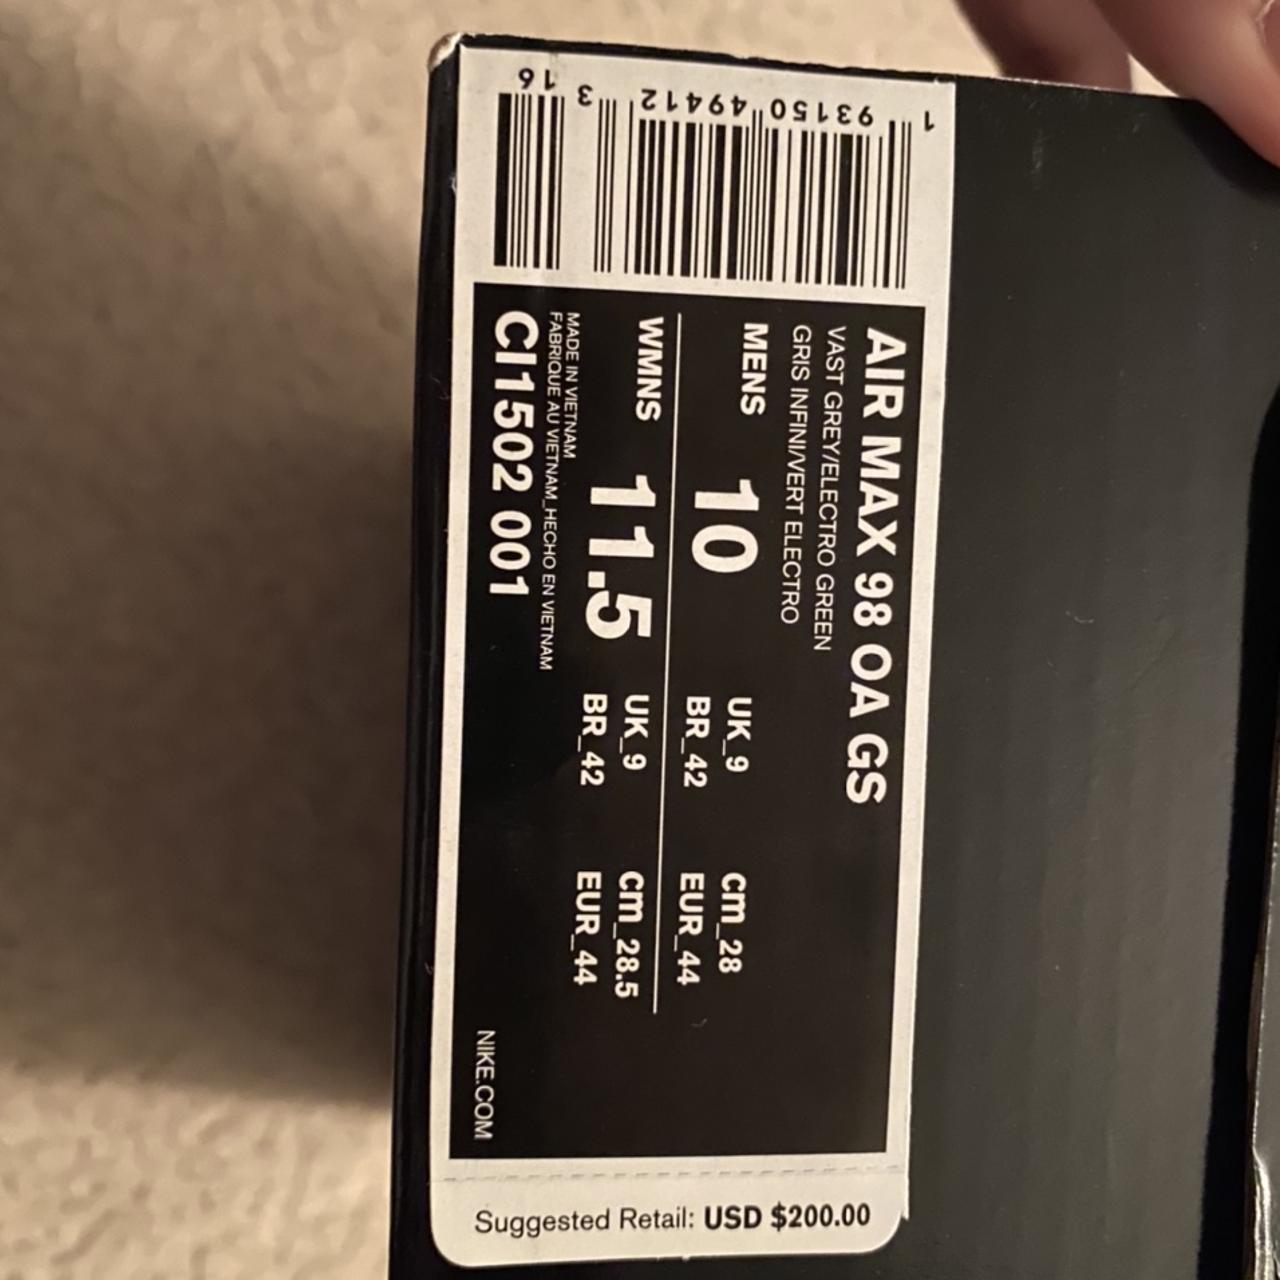 AIR MAX 98 OA GS
VAST GREY/ELECTRO GREEN
GRIS INFINI/VERT ELECTRO
MENS 10 UK_9 cm_28
BR_42 EUR_44
WMNS 11.5 UK_9 cm_28.5
BR_42 EUR_44
MADE IN VIETNAM
FABRIQUE AU VIETNAM_HECHO EN VIETNAM
CI1502 001
NIKE.COM
1 93150 49412 3 16
Suggested Retail: USD $200.00